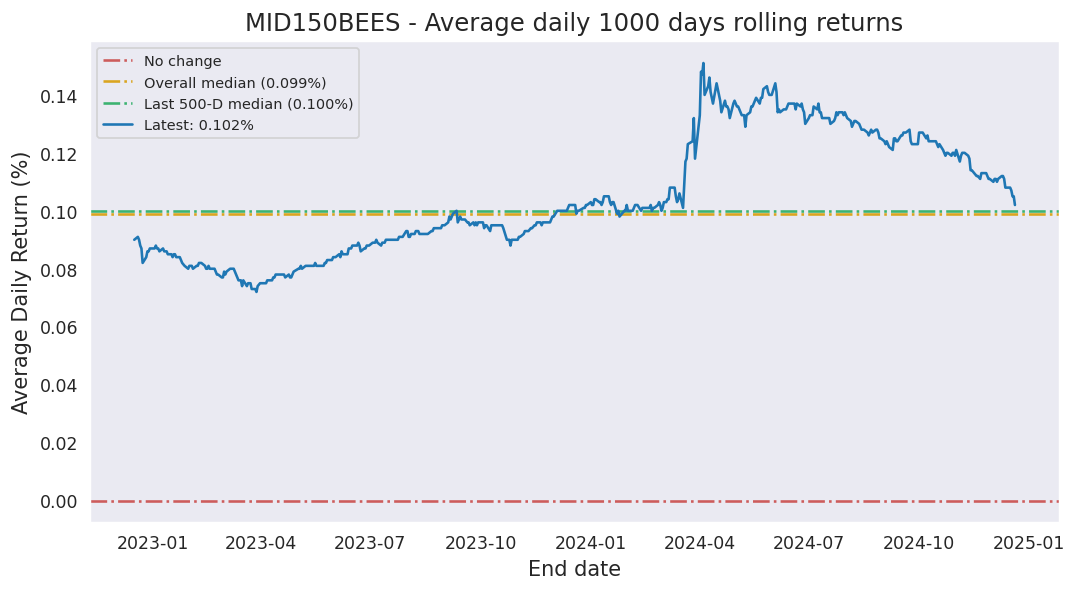 MID150BEES - Average daily 1000 days rolling returns
No change
Overall median (0.099%)
Last 500-D median (0.100%)
Latest: 0.102%
Average Daily Return (%)
0.14
0.12
0.10
0.08
0.06
0.04
0.02
0.00
2023-01 2023-04 2023-07 2023-10 2024-01 2024-04 2024-07 2024-10 2025-01
End date